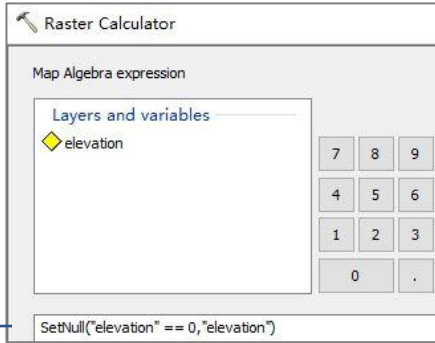 Raster Calculator
Map Algebra expression
Layers and variables
elevation
7 8 9
4 5 6
1 2 3
0 .
SetNull("elevation" == 0,"elevation")